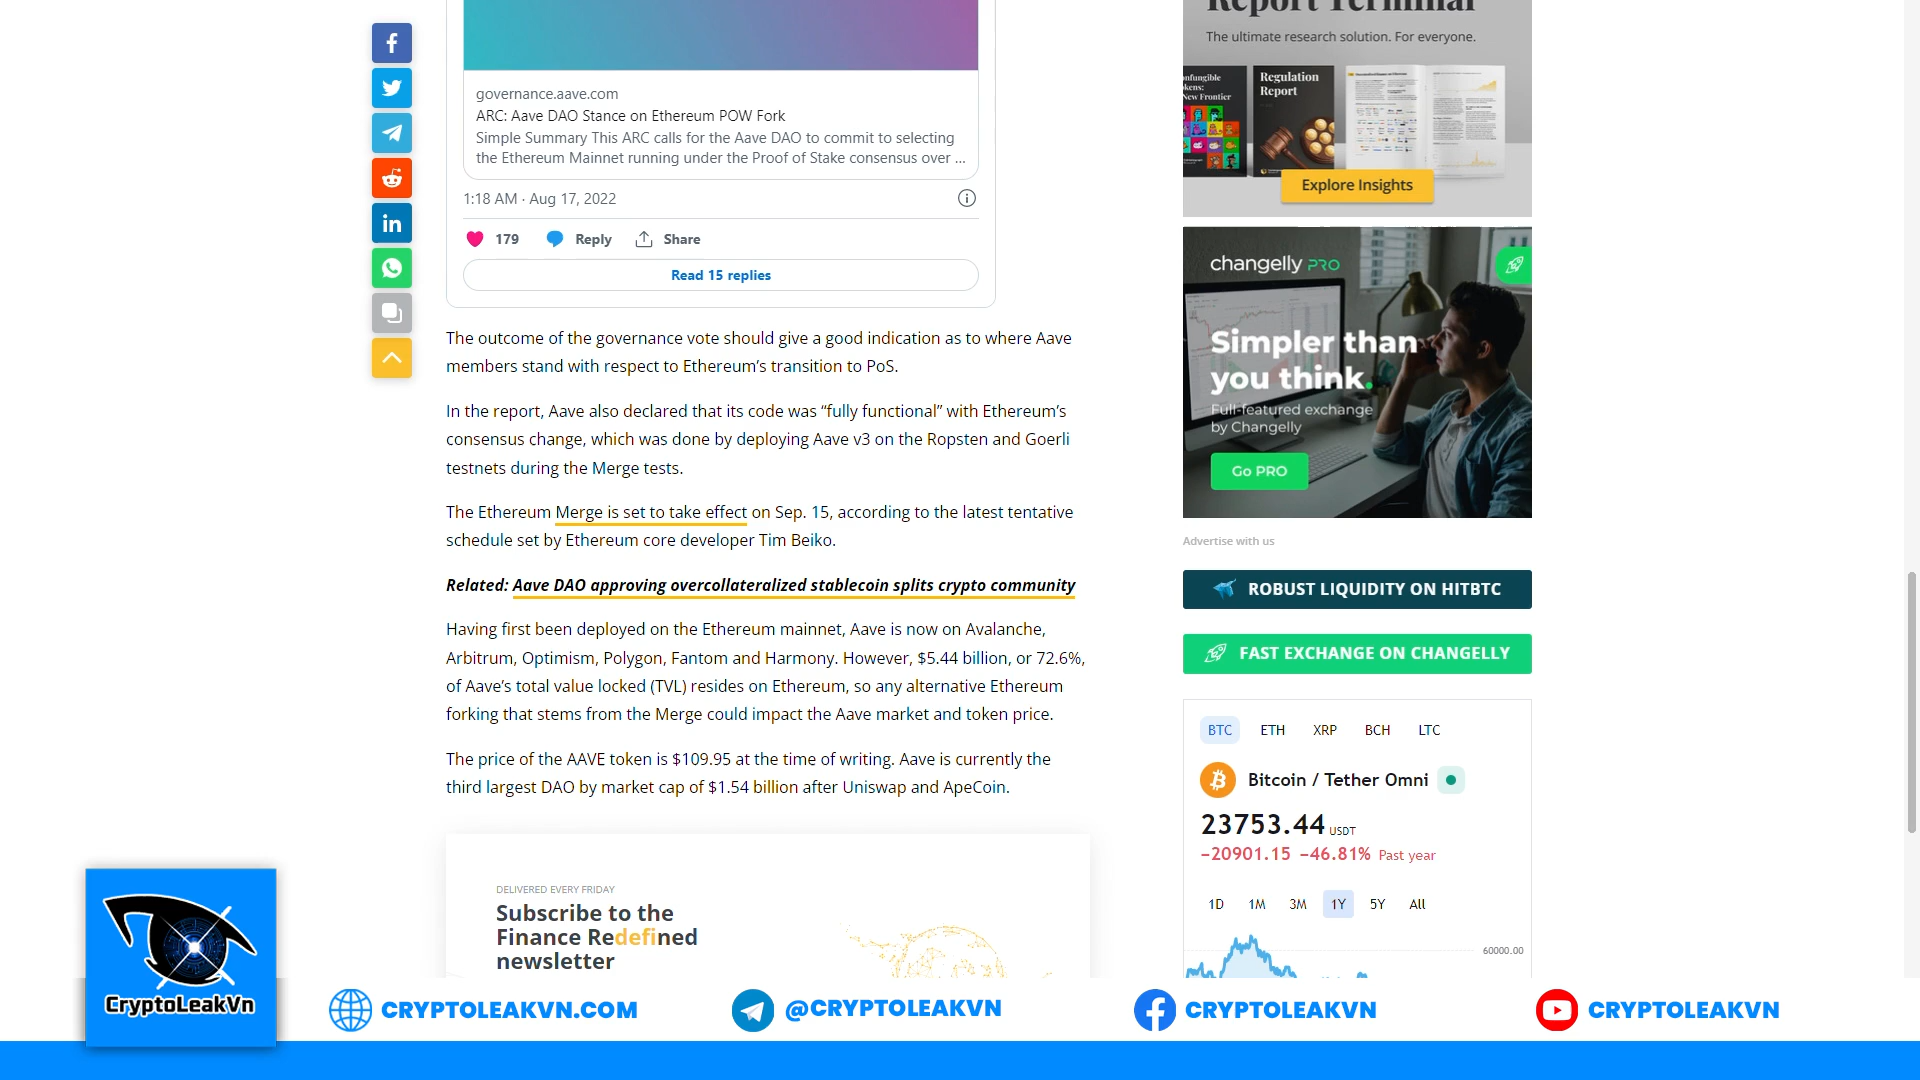 governance.aave.com
ARC: Aave DAO Stance on Ethereum POW Fork
Simple Summary This ARC calls for the Aave DAO to commit to selecting
the Ethereum Mainnet running under the Proof of Stake consensus over ...
1:18 AM · Aug 17, 2022
179 Reply Share
Read 15 replies
The outcome of the governance vote should give a good indication as to where Aave
members stand with respect to Ethereum’s transition to PoS.
In the report, Aave also declared that its code was “fully functional” with Ethereum’s
consensus change, which was done by deploying Aave v3 on the Ropsten and Goerli
testnets during the Merge tests.
The Ethereum Merge is set to take effect on Sep. 15, according to the latest tentative
schedule set by Ethereum core developer Tim Beiko.
Related: Aave DAO approving overcollateralized stablecoin splits crypto community
Having first been deployed on the Ethereum mainnet, Aave is now on Avalanche,
Arbitrum, Optimism, Polygon, Fantom and Harmony. However, $5.44 billion, or 72.6%,
of Aave’s total value locked (TVL) resides on Ethereum, so any alternative Ethereum
forking that stems from the Merge could impact the Aave market and token price.
The price of the AAVE token is $109.95 at the time of writing. Aave is currently the
third largest DAO by market cap of $1.54 billion after Uniswap and ApeCoin.
DELIVERED EVERY FRIDAY
Subscribe to the
Finance Redefined
newsletter
Report Terminal
The ultimate research solution. For everyone.
Regulation
Report
New Frontier
Explore Insights
changelly PRO
Simpler than
you think.
Full-featured exchange
by Changelly
Go PRO
Advertise with us
ROBUST LIQUIDITY ON HITBTC
FAST EXCHANGE ON CHANGELLY
BTC ETH XRP BCH LTC
Bitcoin / Tether Omni
23753.44 USDT
−20901.15 −46.81% Past year
1D 1M 3M 1Y 5Y All
60000.00
CryptoLeakVn
CRYPTOLEAKVN.COM
@CRYPTOLEAKVN
CRYPTOLEAKVN
CRYPTOLEAKVN